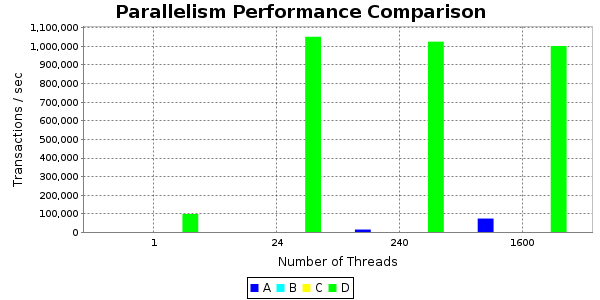 Parallelism Performance Comparison
1,100,000
1,000,000
900,000
800,000
700,000
600,000
500,000
400,000
300,000
200,000
100,000
0
Transactions / sec
1 24 240 1600
Number of Threads
A B C D